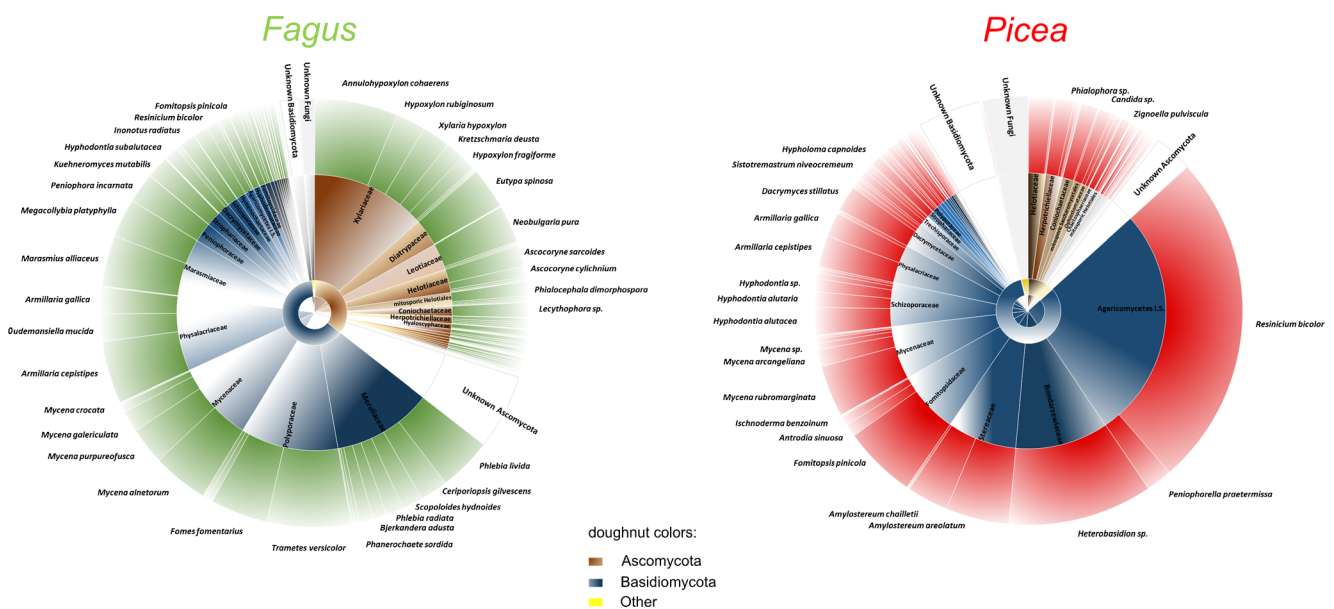 Fagus
Unknown Basidiomycota
Unknown Fungi
Annulohypoxylon cohaerens
Hypoxylon rubiginosum
Xylaria hypoxylon
Kretzschmaria deusta
Hypoxylon fragiforme
Eutypa spinosa
Neobulgaria pura
Ascocoryne sarcoides
Ascocoryne cylichnium
Phialocephala dimorphospora
Lecythophora sp.
Unknown Ascomycota
Phlebia livida
Ceriporiopsis gilvescens
Scopuloides hydnoides
Phlebia radiata
Bjerkandera adusta
Phanerochaete sordida
Trametes versicolor
Fomes fomentarius
Mycena alnetorum
Mycena purpureofusca
Mycena galericulata
Mycena crocata
Armillaria cepistipes
Oudemansiella mucida
Armillaria gallica
Marasmius alliaceus
Megacollybia platyphylla
Peniophora incarnata
Kuehneromyces mutabilis
Hyphodontia subalutacea
Inonotus radiatus
Resinicium bicolor
Fomitopsis pinicola
Xylariaceae
Diatrypaceae
Leotiaceae
Helotiaceae
mitosporic Helotiales
Coniochaetaceae
Herpotrichiellaceae
Hyaloscyphaceae
Meruliaceae
Polyporaceae
Mycenaceae
Physalacriaceae
Marasmiaceae
Peniophoraceae
Strophariaceae
Picea
Unknown Basidiomycota
Unknown Fungi
Phialophora sp.
Candida sp.
Zignoella pulviscula
Unknown Ascomycota
Resinicium bicolor
Peniophorella praetermissa
Heterobasidion sp.
Amylostereum areolatum
Amylostereum chailletii
Fomitopsis pinicola
Antrodia sinuosa
Ischnoderma benzoinum
Mycena rubromarginata
Mycena arcangeliana
Mycena sp.
Hyphodontia alutacea
Hyphodontia alutaria
Hyphodontia sp.
Armillaria cepistipes
Armillaria gallica
Dacrymyces stillatus
Sistotremastrum niveocremeum
Hypholoma capnoides
Helotiaceae
Herpotrichiellaceae
Coniochaetaceae
mitosporic Helotiales
Agaricomycetes I.S.
Bondarzewiaceae
Stereaceae
Fomitopsidaceae
Mycenaceae
Schizoporaceae
Physalacriaceae
Dacrymycetaceae
Trechisporaceae
Strophariaceae
doughnut colors:
Ascomycota
Basidiomycota
Other